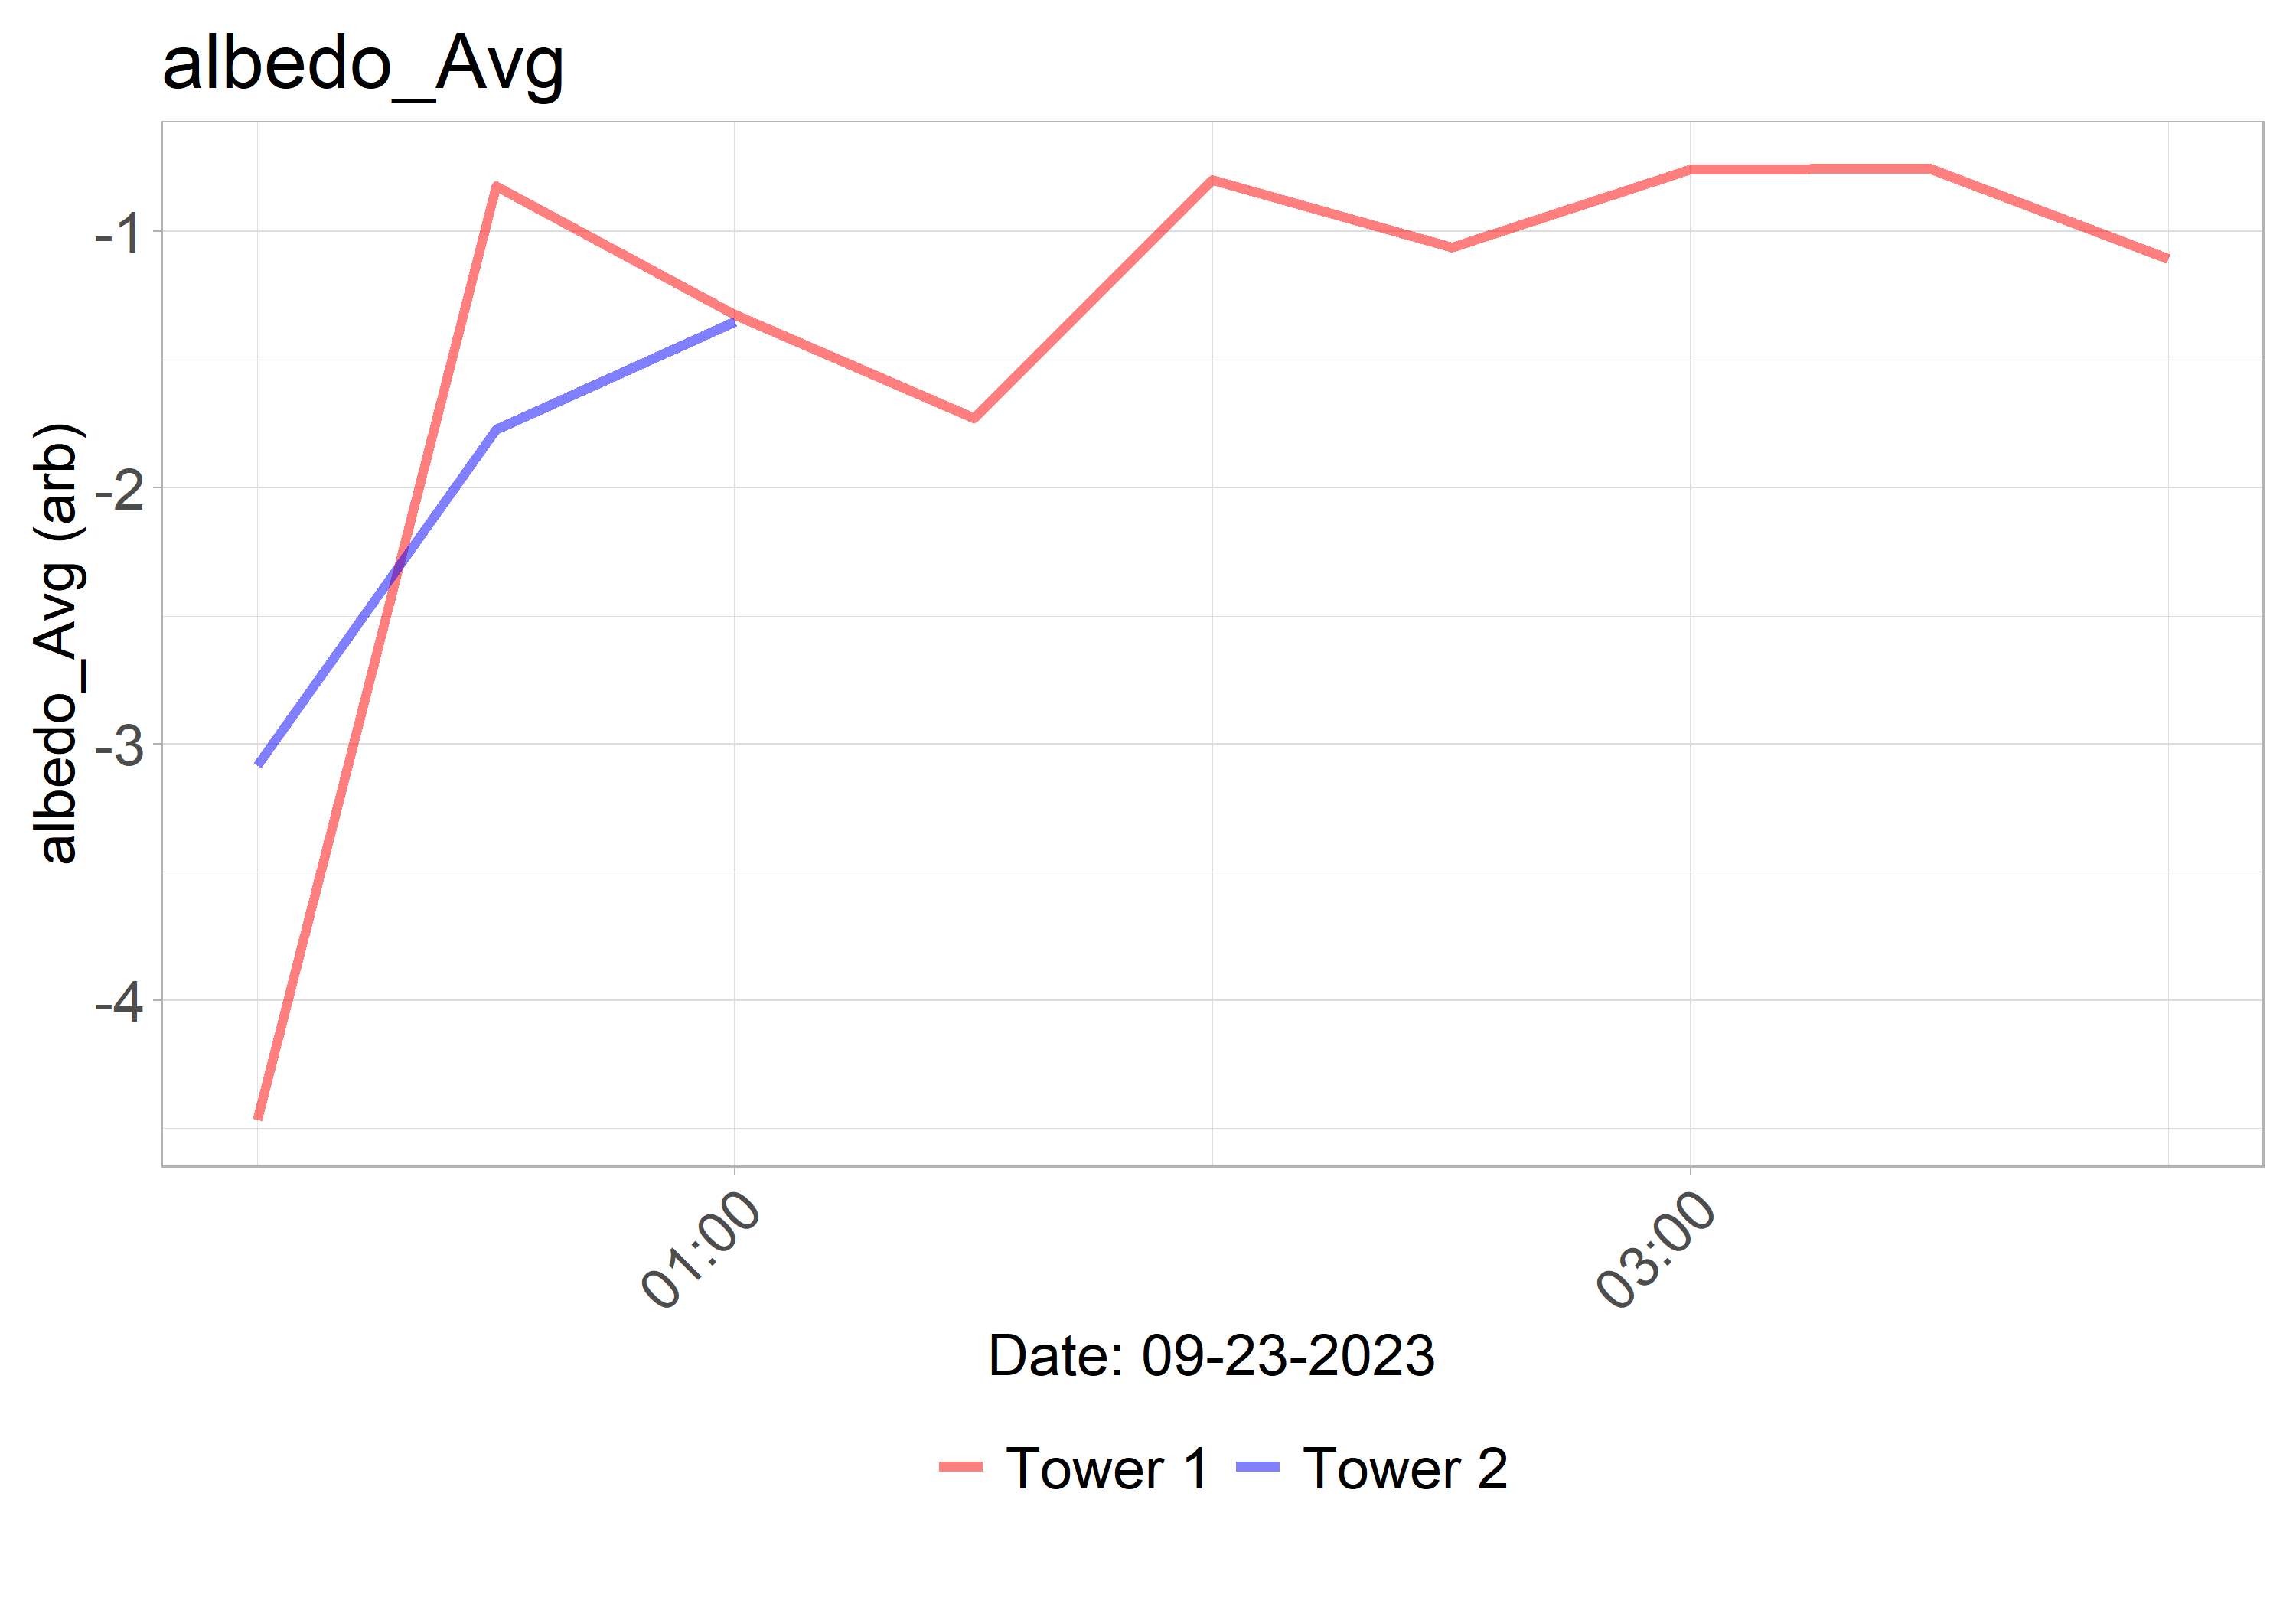 albedo_Avg
albedo_Avg (arb)
-1
-2
-3
-4
01:00
03:00
Date: 09-23-2023
Tower 1
Tower 2